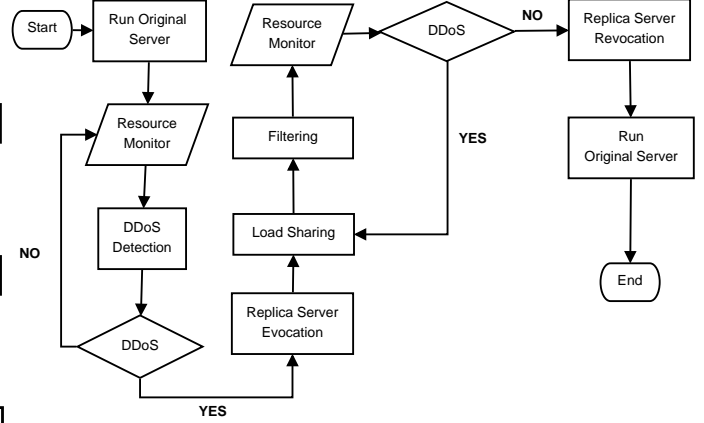 Start
Run Original
Server
Resource
Monitor
DDoS
Detection
DDoS
NO
YES
Replica Server
Evocation
Load Sharing
Filtering
Resource
Monitor
DDoS
YES
NO
Replica Server
Revocation
Run
Original Server
End